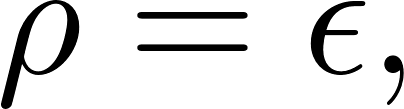 ρ = ϵ,